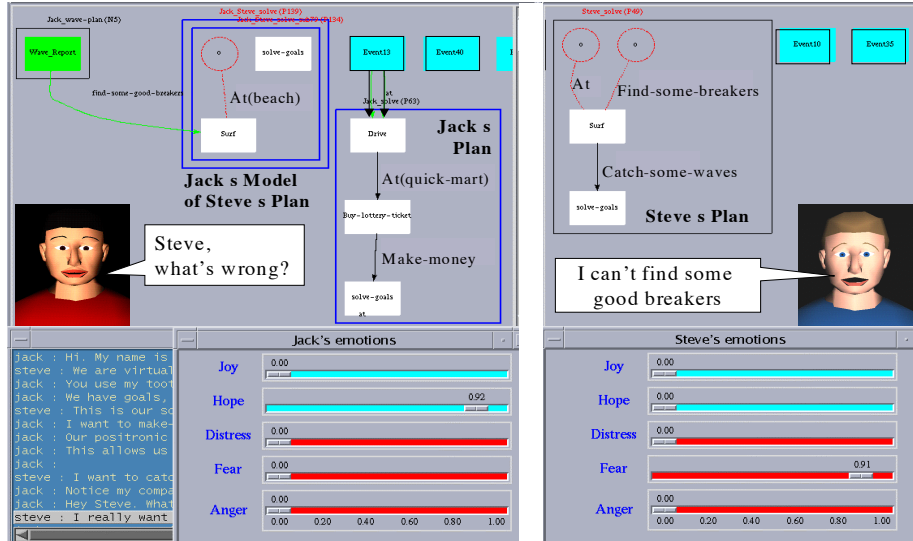 Jack_wave-plan (N5)
Jack_Steve_solve (P139)
Wave_Report
solve-goals
Event13
Event40
find-some-good-breakers
At(beach)
at
Jack_solve (P63)
Surf
Drive
Jack s
Plan
Jack s Model
of Steve s Plan
At(quick-mart)
Buy-lottery-ticket
Make-money
solve-goals
at
Steve,
what's wrong?
Steve_solve (P49)
Event10
Event35
At
Find-some-breakers
Surf
Catch-some-waves
solve-goals
Steve s Plan
I can't find some
good breakers
jack : Hi. My name is
steve : We are virtual
jack : You use my toot
jack : We have goals,
steve : This is our so
jack : I want to make-
jack : Our positronic
jack : This allows us
jack :
steve : I want to catc
jack : Notice my compa
jack : Hey Steve. What
steve : I really want
Jack's emotions
Joy
0.00
Hope
0.92
Distress
0.00
Fear
0.00
Anger
0.00
0.00 0.20 0.40 0.60 0.80 1.00
Steve's emotions
Joy
0.00
Hope
0.00
Distress
0.00
Fear
0.91
Anger
0.00
0.00 0.20 0.40 0.60 0.80 1.00